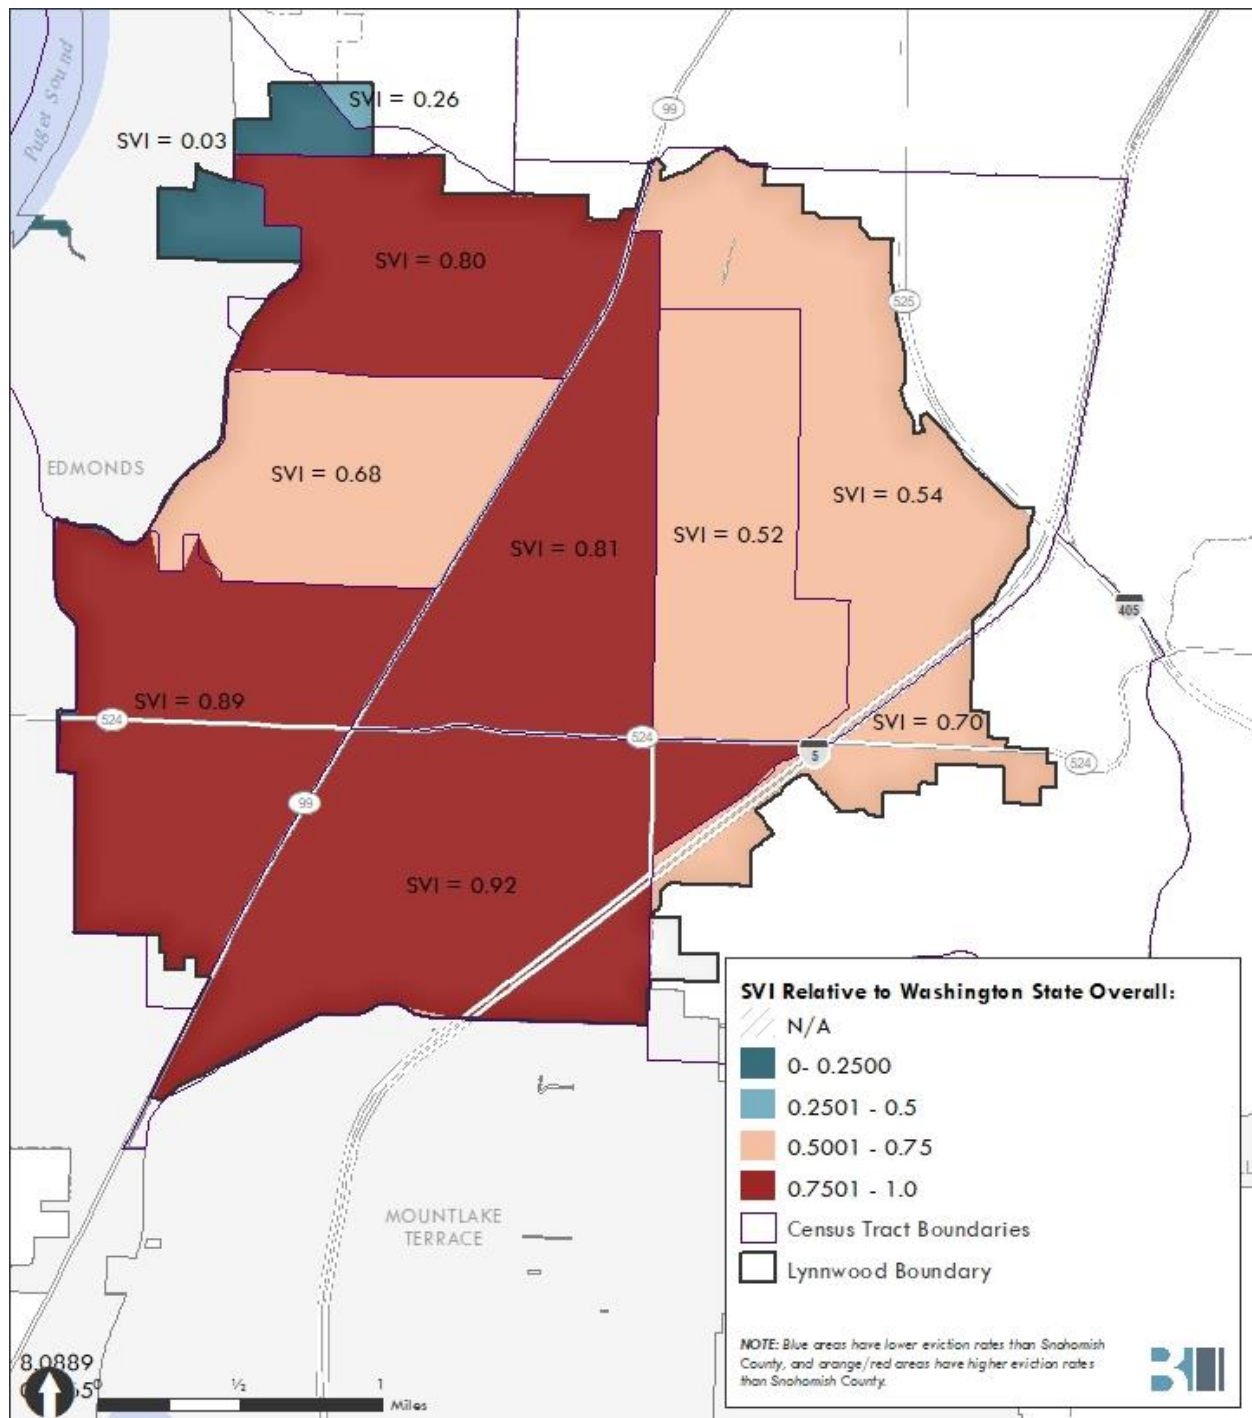 Puget Sound
SVI = 0.26
99
SVI = 0.03
SVI = 0.80
525
EDMONDS
SVI = 0.68
SVI = 0.54
SVI = 0.52
SVI = 0.81
405
SVI = 0.89
524
SVI = 0.70
524
5
524
99
SVI = 0.92
MOUNTLAKE
TERRACE
SVI Relative to Washington State Overall:
N/A
0- 0.2500
0.2501 - 0.5
0.5001 - 0.75
0.7501 - 1.0
Census Tract Boundaries
Lynnwood Boundary
NOTE: Blue areas have lower eviction rates than Snohomish
County, and orange/red areas have higher eviction rates
than Snohomish County.
8.0889
0 ½ 1
Miles